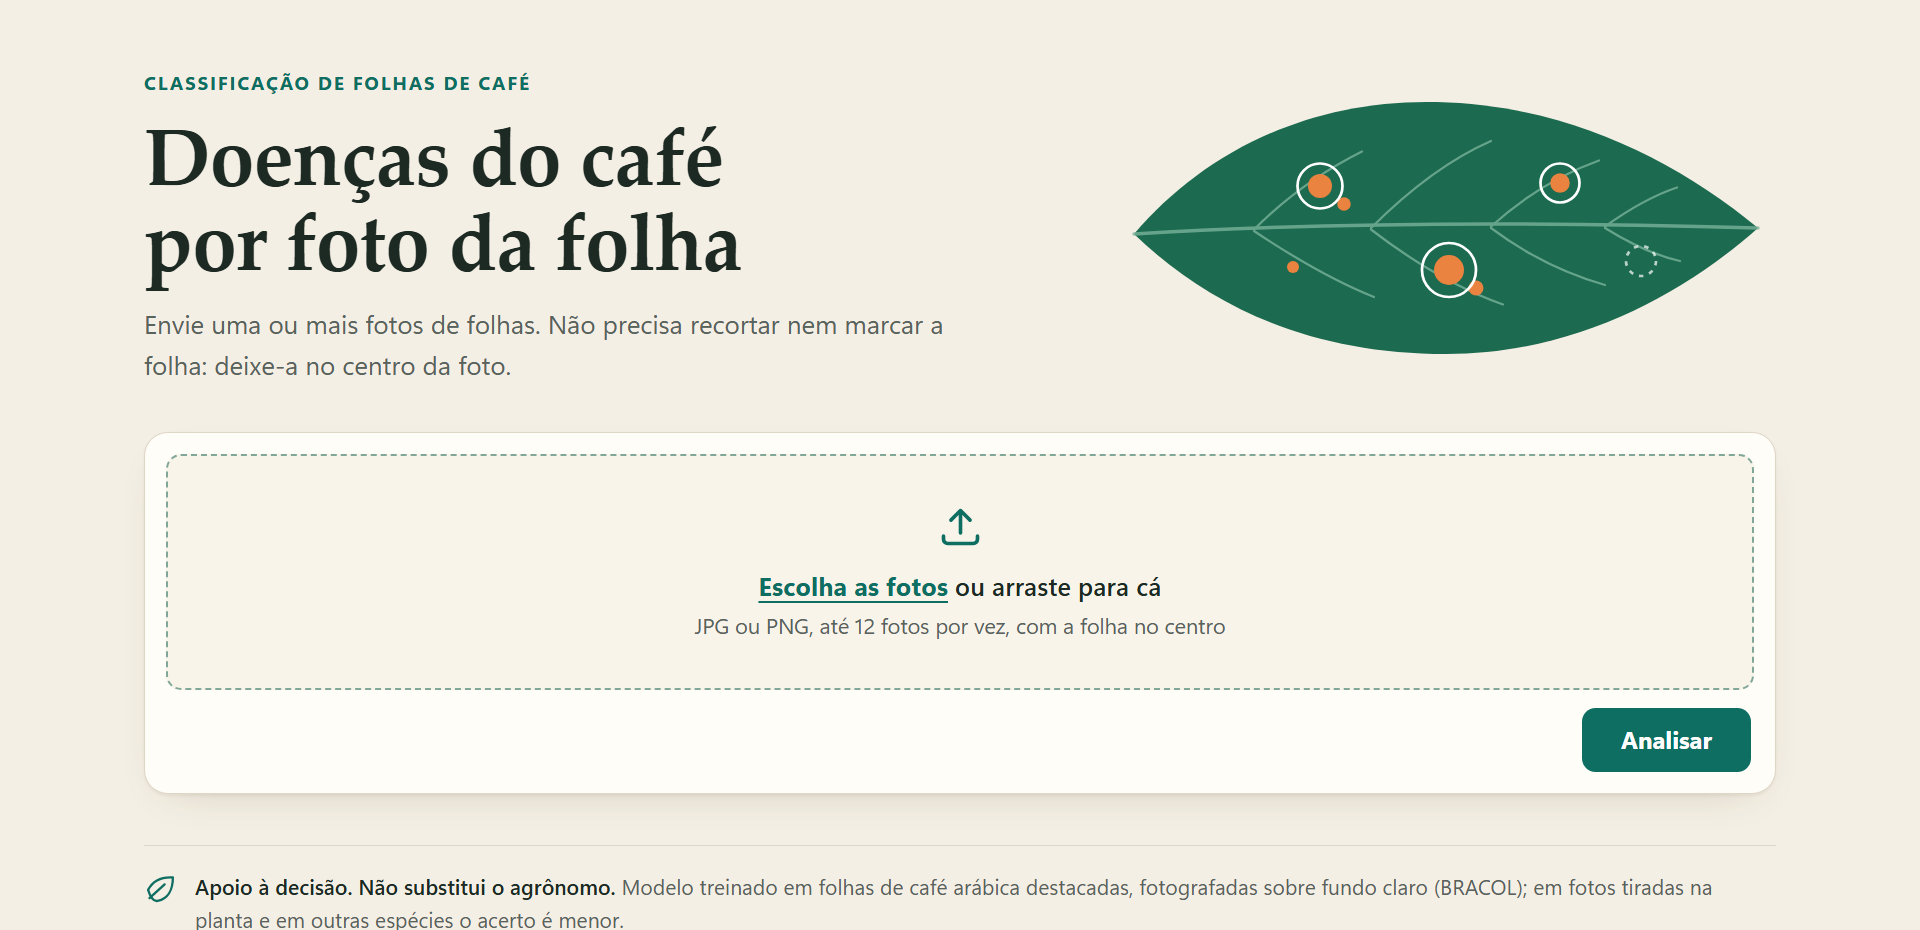 CLASSIFICAÇÃO DE FOLHAS DE CAFÉ
Doenças do café
por foto da folha
Envie uma ou mais fotos de folhas. Não precisa recortar nem marcar a
folha: deixe-a no centro da foto.
Escolha as fotos ou arraste para cá
JPG ou PNG, até 12 fotos por vez, com a folha no centro
Analisar
Apoio à decisão. Não substitui o agrônomo. Modelo treinado em folhas de café arábica destacadas, fotografadas sobre fundo claro (BRACOL); em fotos tiradas na
planta e em outras espécies o acerto é menor.